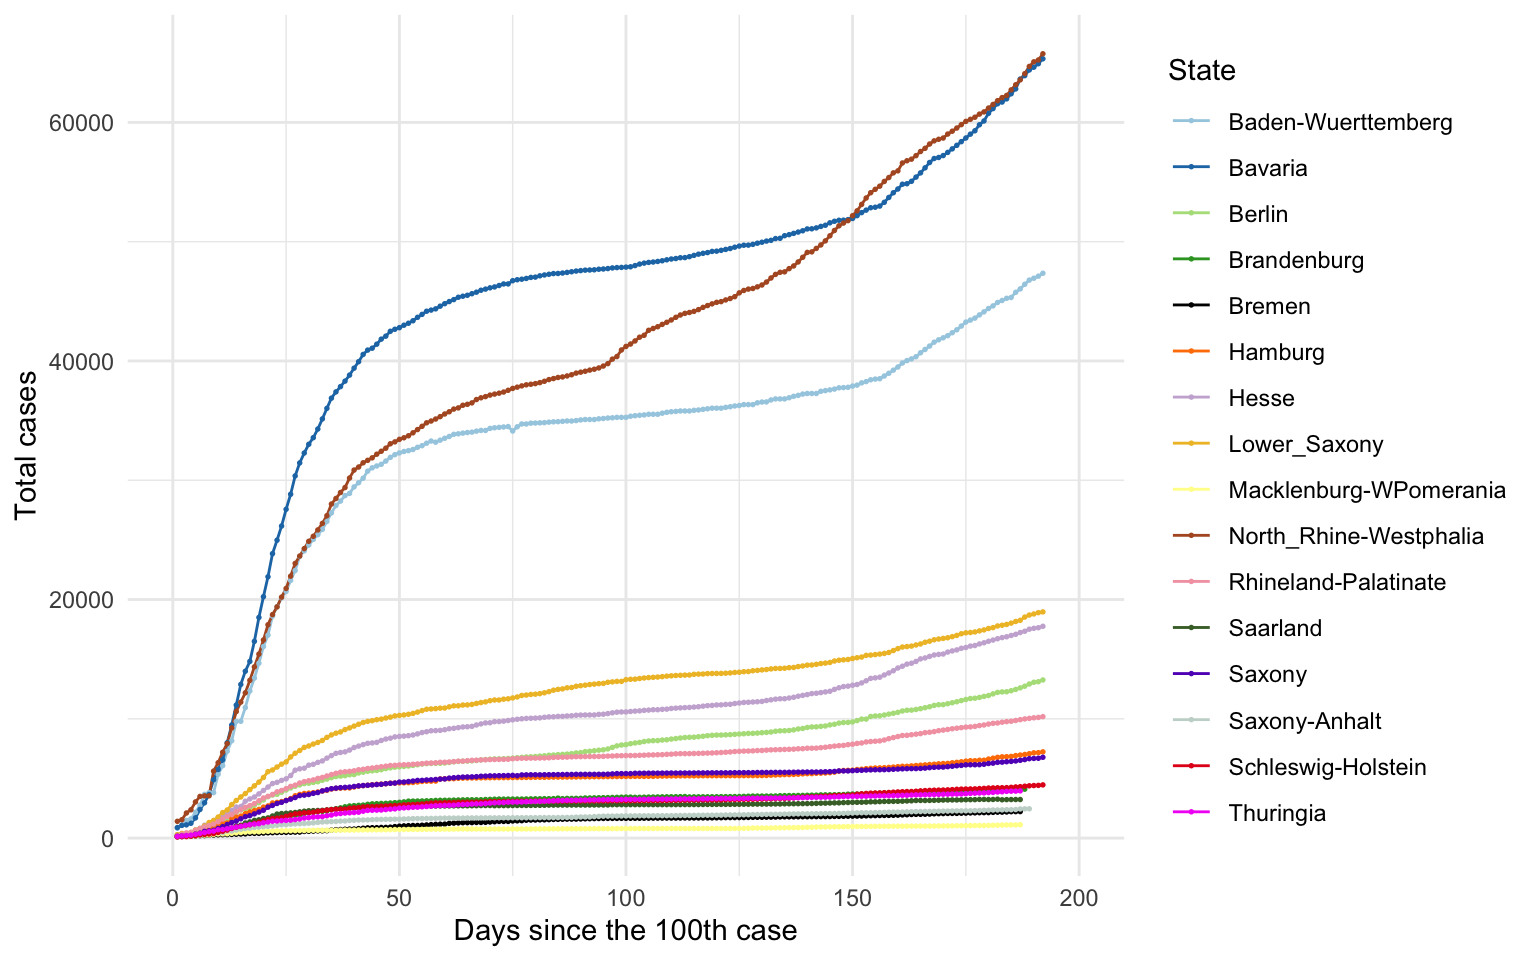 Total cases
60000
40000
20000
0
0 50 100 150 200
Days since the 100th case
State
Baden-Wuerttemberg
Bavaria
Berlin
Brandenburg
Bremen
Hamburg
Hesse
Lower_Saxony
Macklenburg-WPomerania
North_Rhine-Westphalia
Rhineland-Palatinate
Saarland
Saxony
Saxony-Anhalt
Schleswig-Holstein
Thuringia